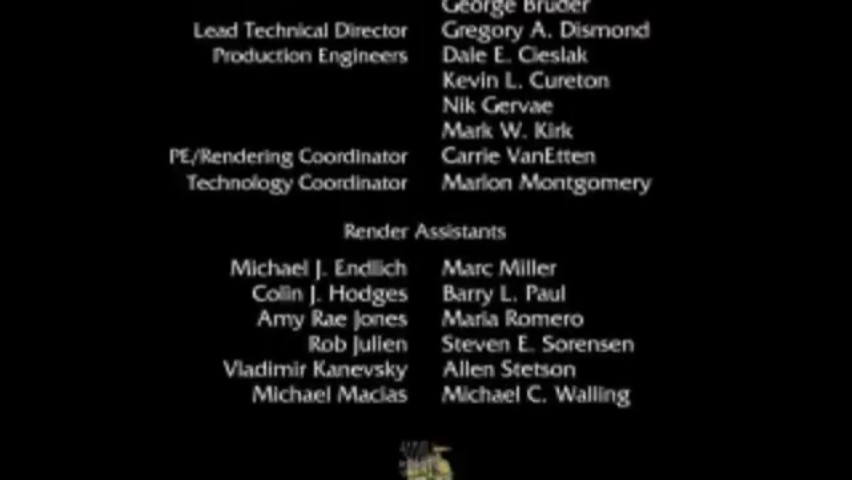 George Bruder
Lead Technical Director Gregory A. Dismond
Production Engineers Dale E. Cieslak
Kevin L. Cureton
Nik Gervae
Mark W. Kirk
PE/Rendering Coordinator Carrie VanEtten
Technology Coordinator Marlon Montgomery
Render Assistants
Michael J. Endlich Marc Miller
Colin J. Hodges Barry L. Paul
Amy Rae Jones Maria Romero
Rob Jullen Steven E. Sorensen
Vladimir Kanevsky Allen Stetson
Michael Macias Michael C. Walling